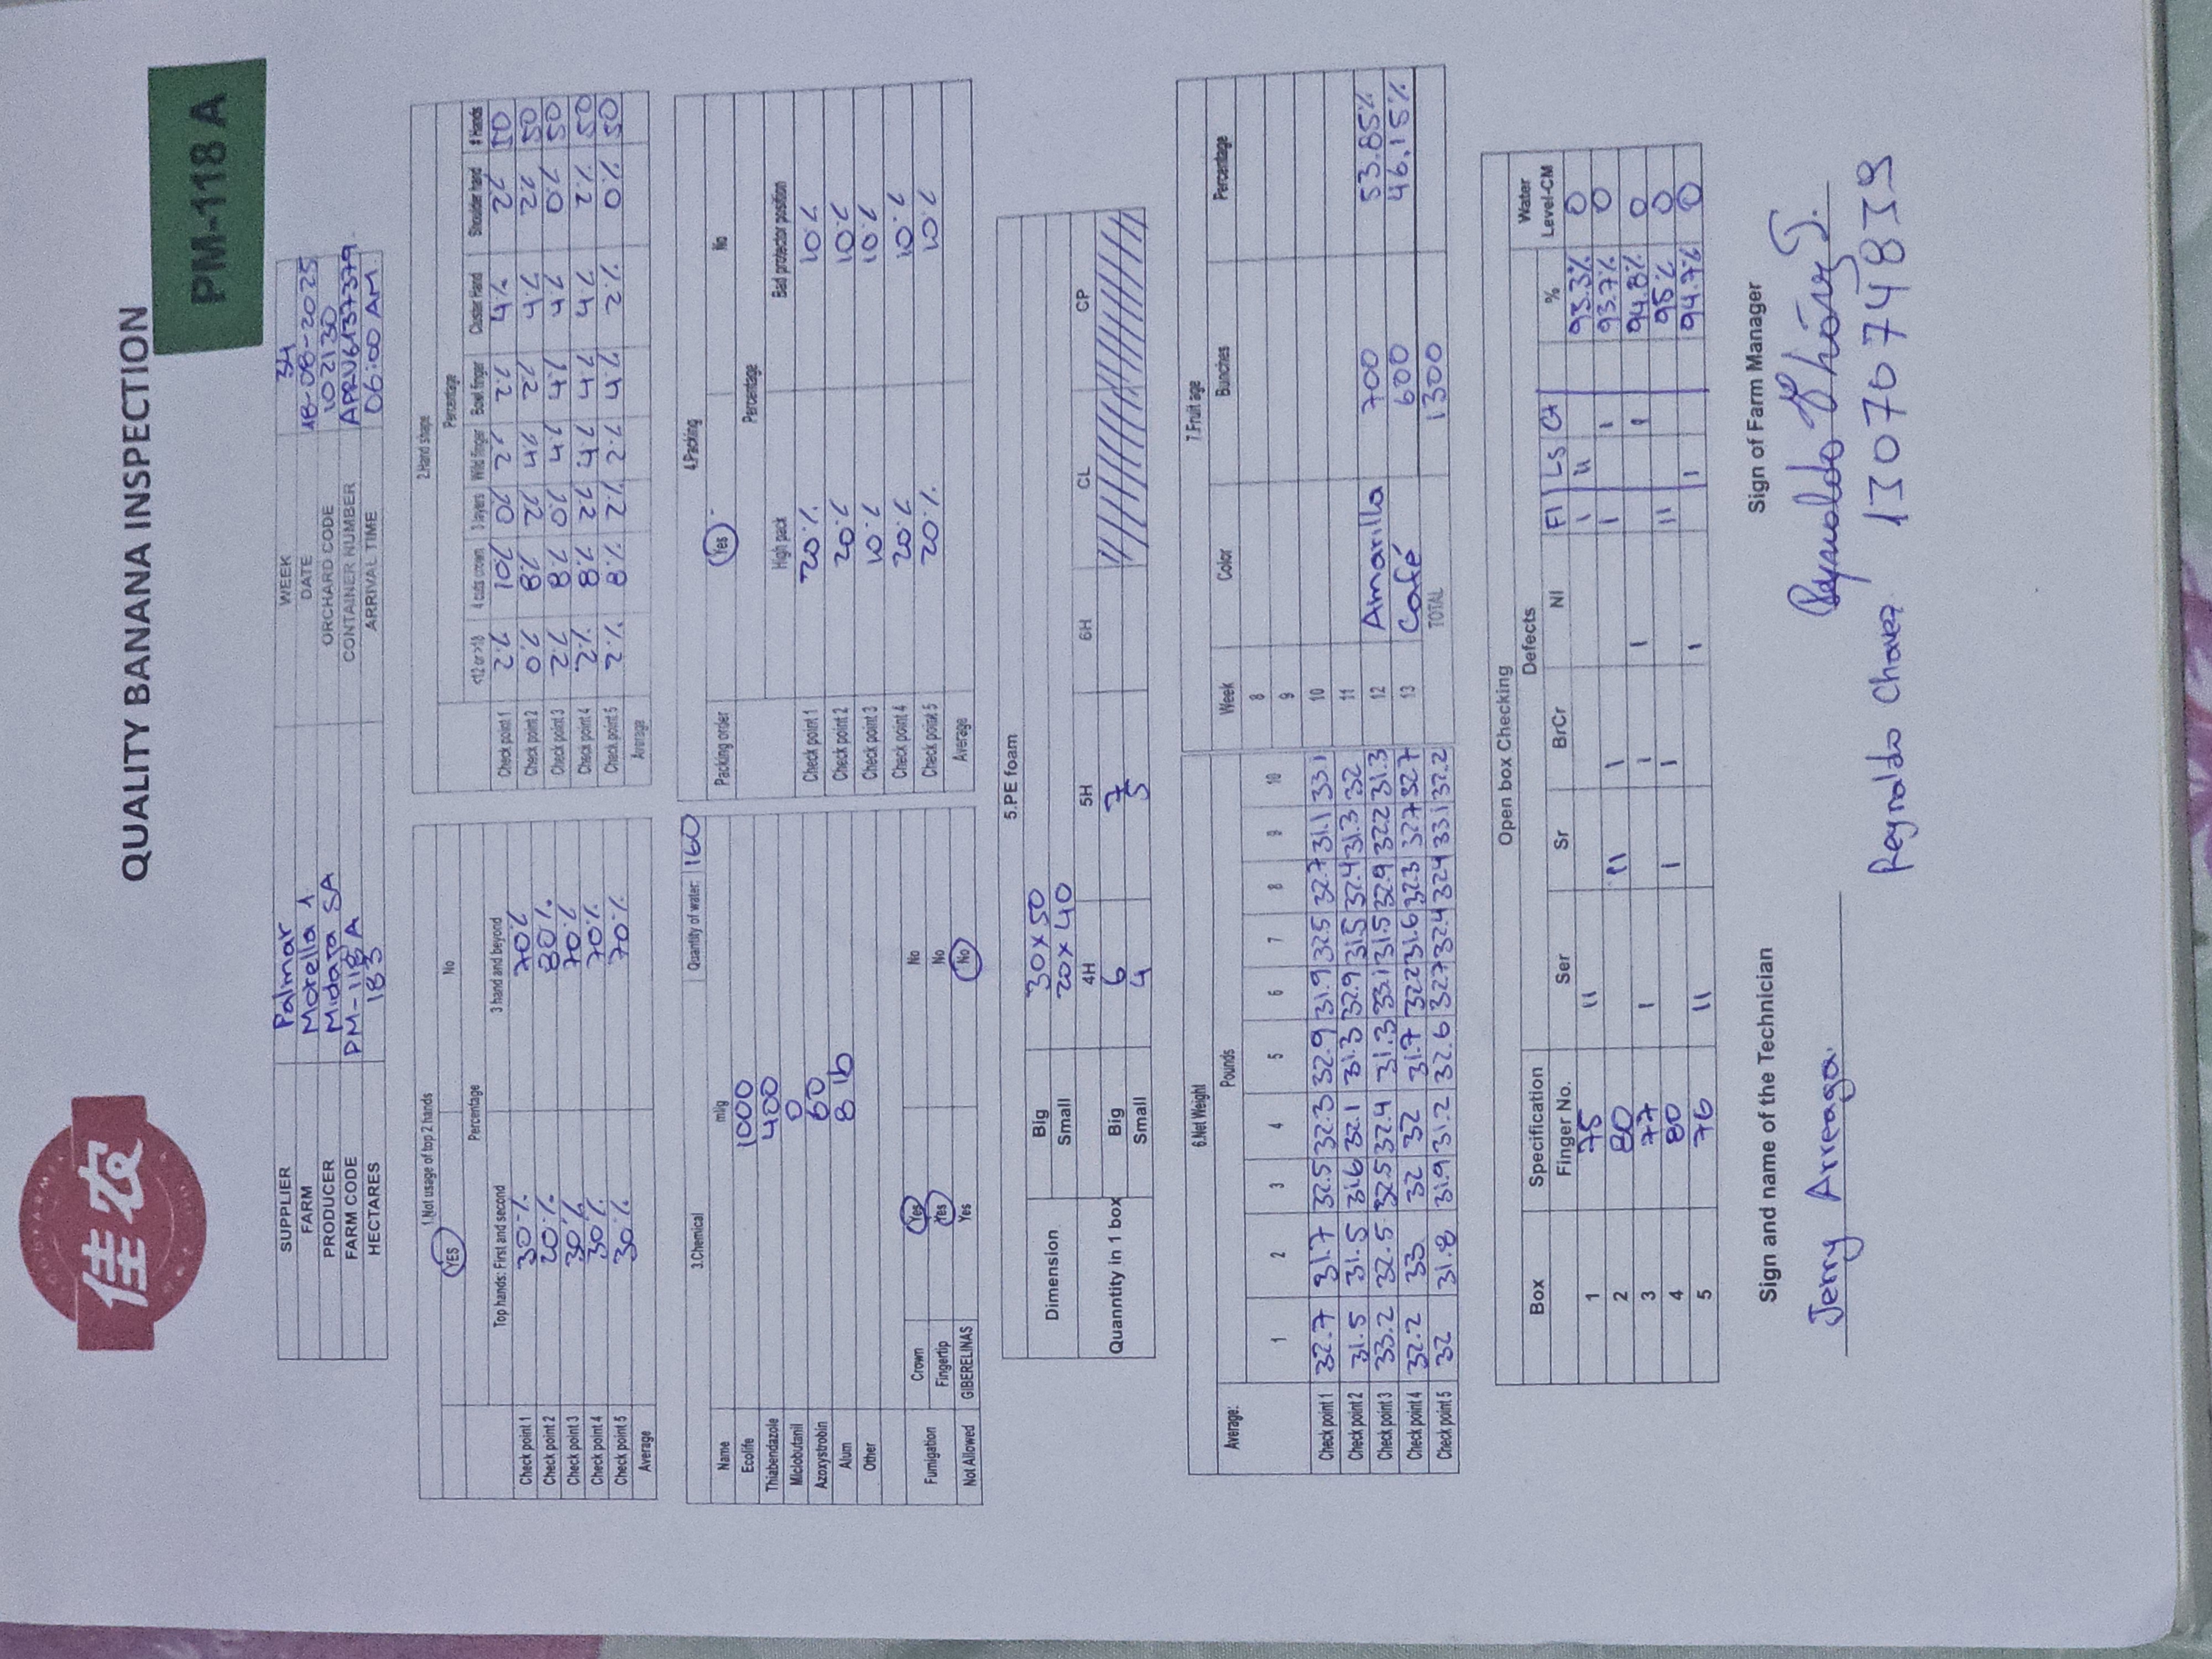 GOODFARMER
佳农
QUALITY BANANA INSPECTION
PM-118 A
SUPPLIER Palmar WEEK 34
FARM Morella 1 DATE 18-08-2025
PRODUCER Midaza SA ORCHARD CODE 102130
FARM CODE PM-118 A CONTAINER NUMBER APRU6137379
HECTARES 183 ARRIVAL TIME 06:00 AM
1.Not usage of top 2 hands
YES No
Percentage
Top hands: First and second 3 hand and beyond
Check point 1 30% 70%
Check point 2 20% 80%
Check point 3 30% 70%
Check point 4 30% 70%
Check point 5 30% 70%
Average
2.Hand shape
Percentage
<12 or >18 4 cuts crown 3 layers Wild finger Bowl finger Cluster Hand Shoulder hand # Hands
Check point 1 2% 10% 0% 2% 2% 4% 2% 50
Check point 2 0% 8% 2% 4% 2% 4% 2% 50
Check point 3 2% 8% 0% 4% 4% 4% 0% 50
Check point 4 2% 8% 2% 4% 4% 4% 2% 50
Check point 5 2% 8% 2% 2% 4% 2% 0% 50
Average
3.Chemical Quantity of water: 160
Name ml/g
Ecolife 1000
Thiabendazole 400
Miclobutanil 0
Azoxystrobin 60
Alum 8 lb
Other
Fumigation Crown Yes No
Fingertip Yes No
Not Allowed GIBERELINAS Yes No
4.Packing
Packing order Yes No
Percentage
High pack Bad protector position
Check point 1 20% 10%
Check point 2 20% 10%
Check point 3 10% 10%
Check point 4 20% 10%
Check point 5 20% 10%
Average
5.PE foam
Dimension Big 30x50
Small 20x40
4H 5H 6H CL CP
Quanntity in 1 box Big 6 7
Small 4 5
6.Net Weight
Average: Pounds
1 2 3 4 5 6 7 8 9 10
Check point 1 32.7 31.7 32.5 32.3 32.9 31.9 32.5 32.7 31.1 33.1
Check point 2 31.5 31.5 31.6 32.1 31.3 32.9 31.5 32.4 31.3 32
Check point 3 33.2 32.5 32.5 32.4 31.3 33.1 31.5 32.9 32.2 31.3
Check point 4 32.2 33 32 32 31.7 32.2 31.6 32.3 32.7 32.7
Check point 5 32 31.8 31.9 31.2 32.6 32.7 32.4 32.4 33.1 32.2
7.Fruit age
Week Color Bunches Percentage
8
9
10
11
12 Amarilla 700 53.85%
13 Café 600 46.15%
TOTAL 1300
Open box Checking
Box Specification Defects Water
Finger No. Ser Sr BrCr NI Fl Ls Ct % Level-CM
1 75 II I II 93.3% 0
2 80 II I I I 93.7% 0
3 77 I I I I 94.8% 0
4 80 I I II 95% 0
5 76 II I I 94.7% 0
Sign and name of the Technician Sign of Farm Manager
Jerry Arreaga. Reynaldo Chávez T.
Reynaldo Chavez 1307074839